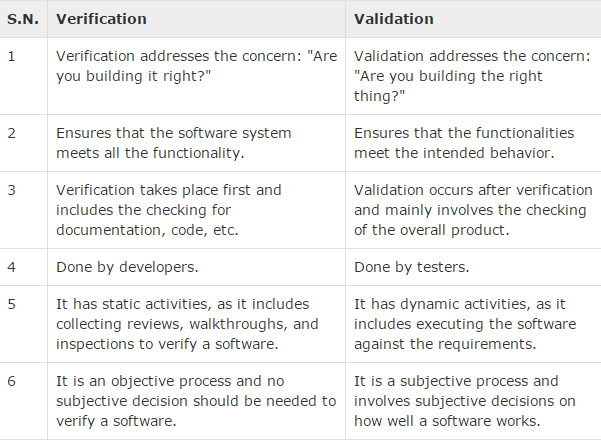 S.N. Verification Validation
1 Verification addresses the concern: "Are Validation addresses the concern:
you building it right?" "Are you building the right
thing?"
2 Ensures that the software system Ensures that the functionalities
meets all the functionality. meet the intended behavior.
3 Verification takes place first and Validation occurs after verification
includes the checking for and mainly involves the checking
documentation, code, etc. of the overall product.
4 Done by developers. Done by testers.
5 It has static activities, as it includes It has dynamic activities, as it
collecting reviews, walkthroughs, and includes executing the software
inspections to verify a software. against the requirements.
6 It is an objective process and no It is a subjective process and
subjective decision should be needed to involves subjective decisions on
verify a software. how well a software works.